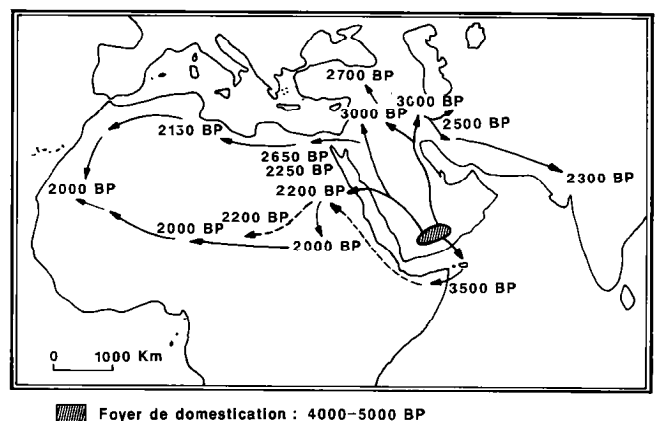 2700 BP
3000 BP
3000 BP
2500 BP
2130 BP
2650 BP
2250 BP
2300 BP
2000 BP
2200 BP
2200 BP
2000 BP
2000 BP
3500 BP
0 1000 Km
Foyer de domestication : 4000-5000 BP